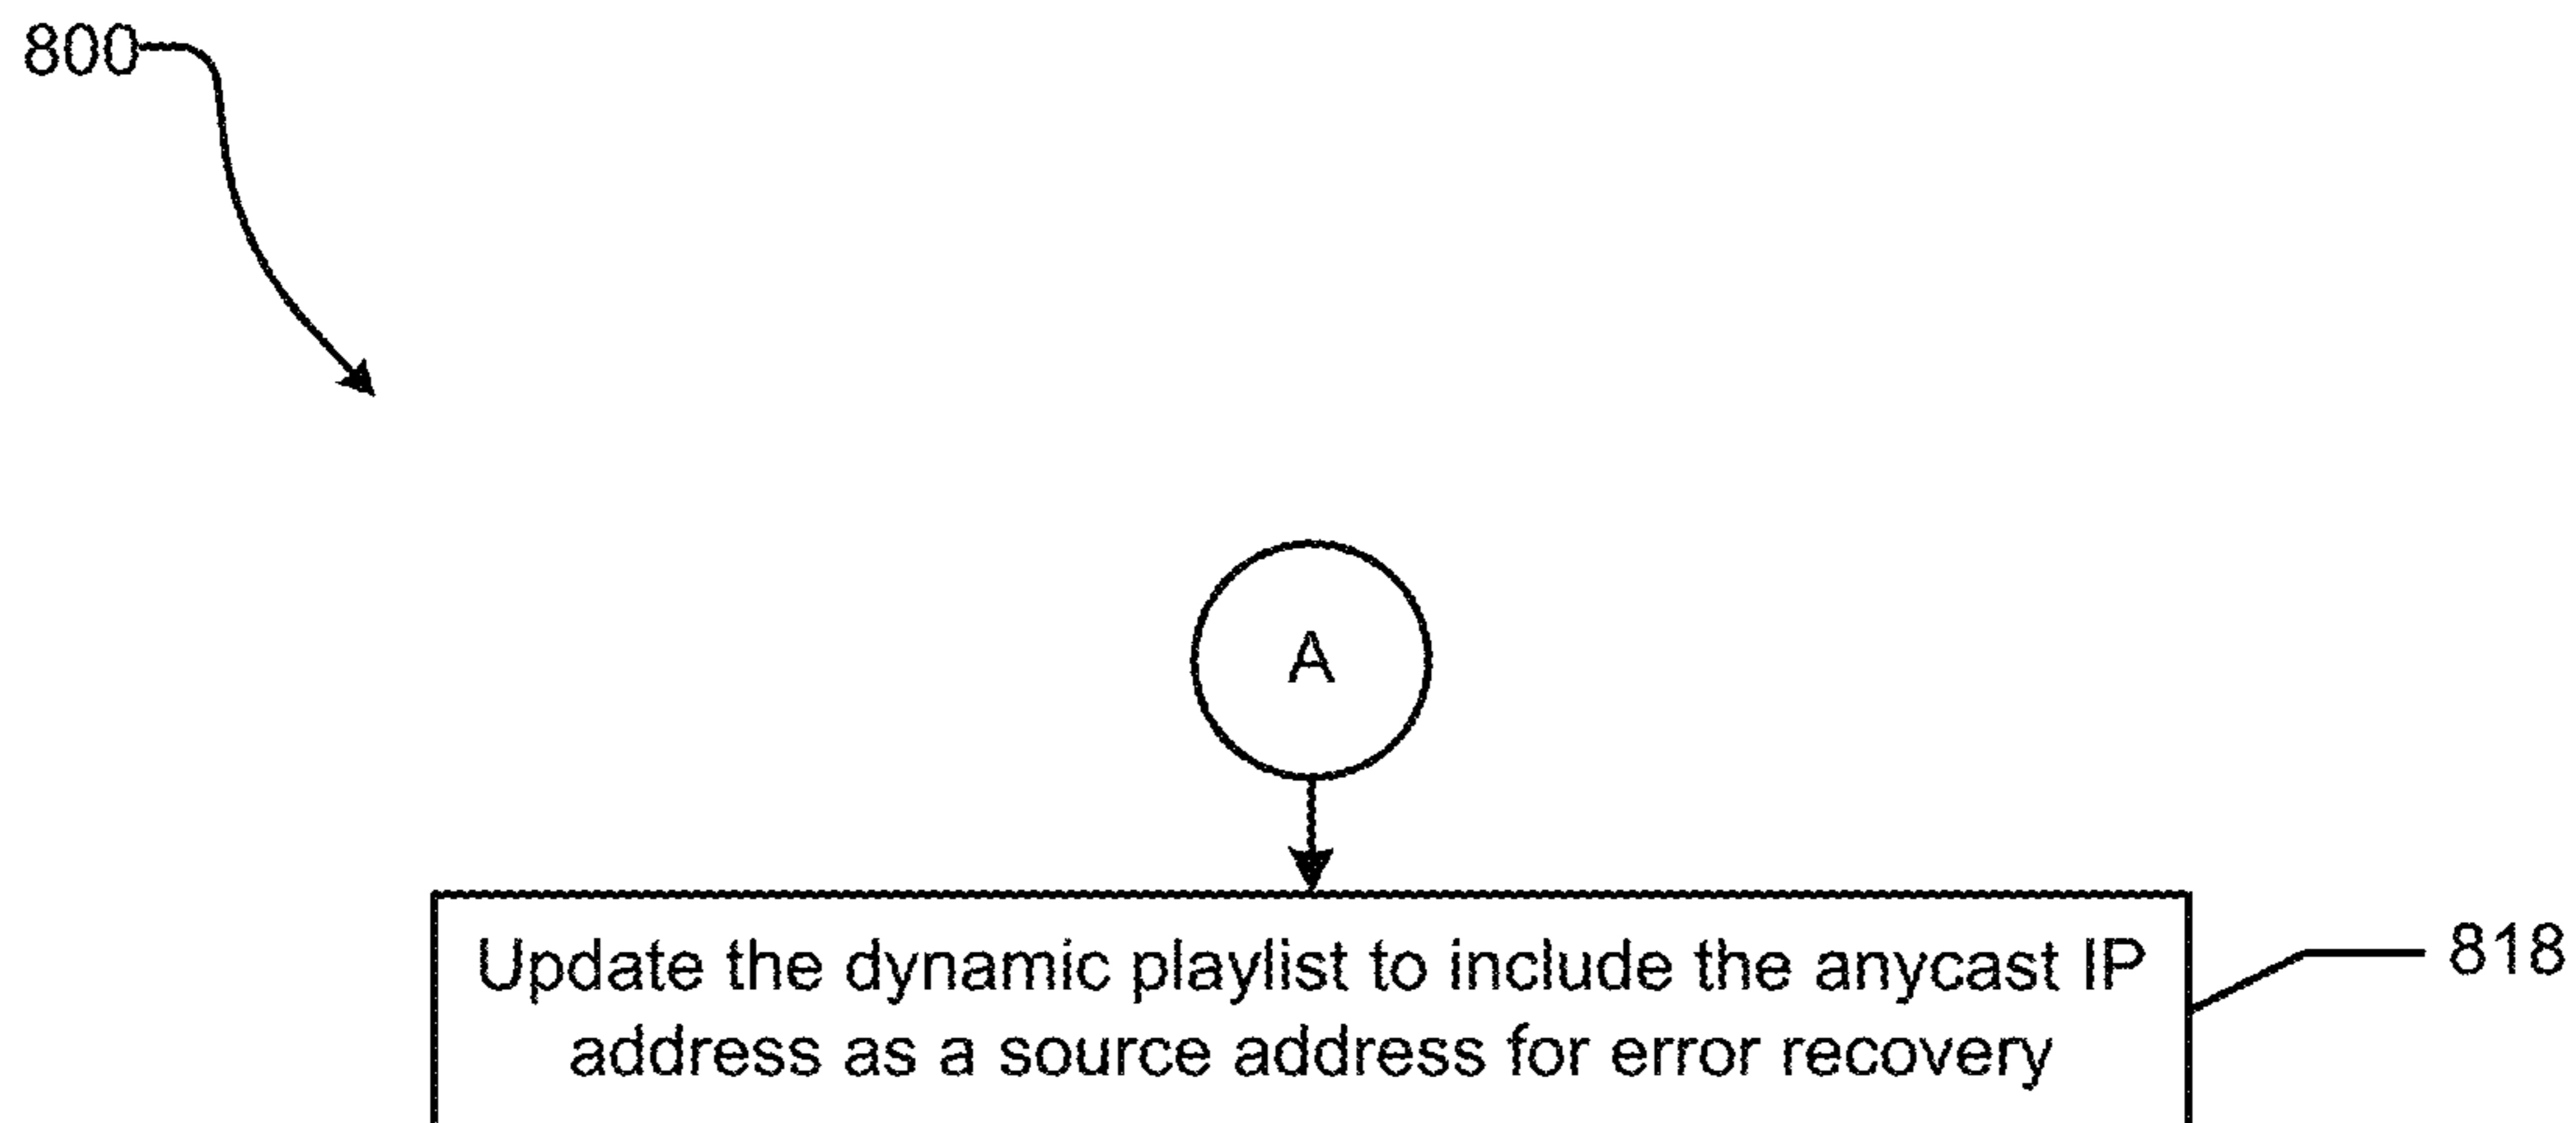 800
A
Update the dynamic playlist to include the anycast IP
address as a source address for error recovery
818